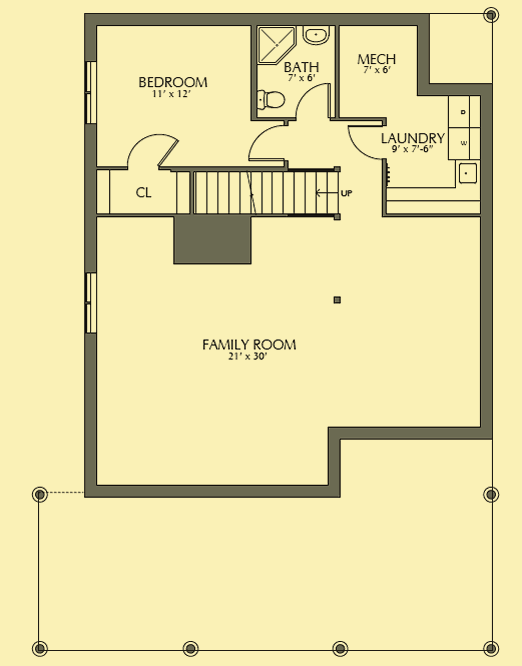 BEDROOM
11' x 12'
BATH
7' x 6'
MECH
7' x 6'
D
W
LAUNDRY
9' x 7'-6"
CL
UP
FAMILY ROOM
21' x 30'